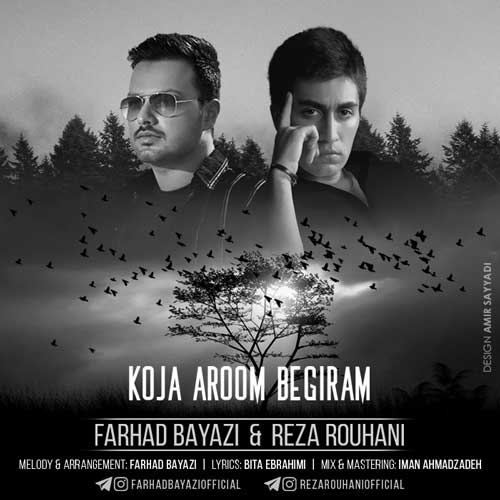 DESIGN AMIR SAYYADI
KOJA AROOM BEGIRAM
FARHAD BAYAZI & REZA ROUHANI
MELODY & ARRANGEMENT: FARHAD BAYAZI | LYRICS: BITA EBRAHIMI | MIX & MASTERING: IMAN AHMADZADEH
FARHADBAYAZIOFFICIAL REZAROUHANIOFFICIAL